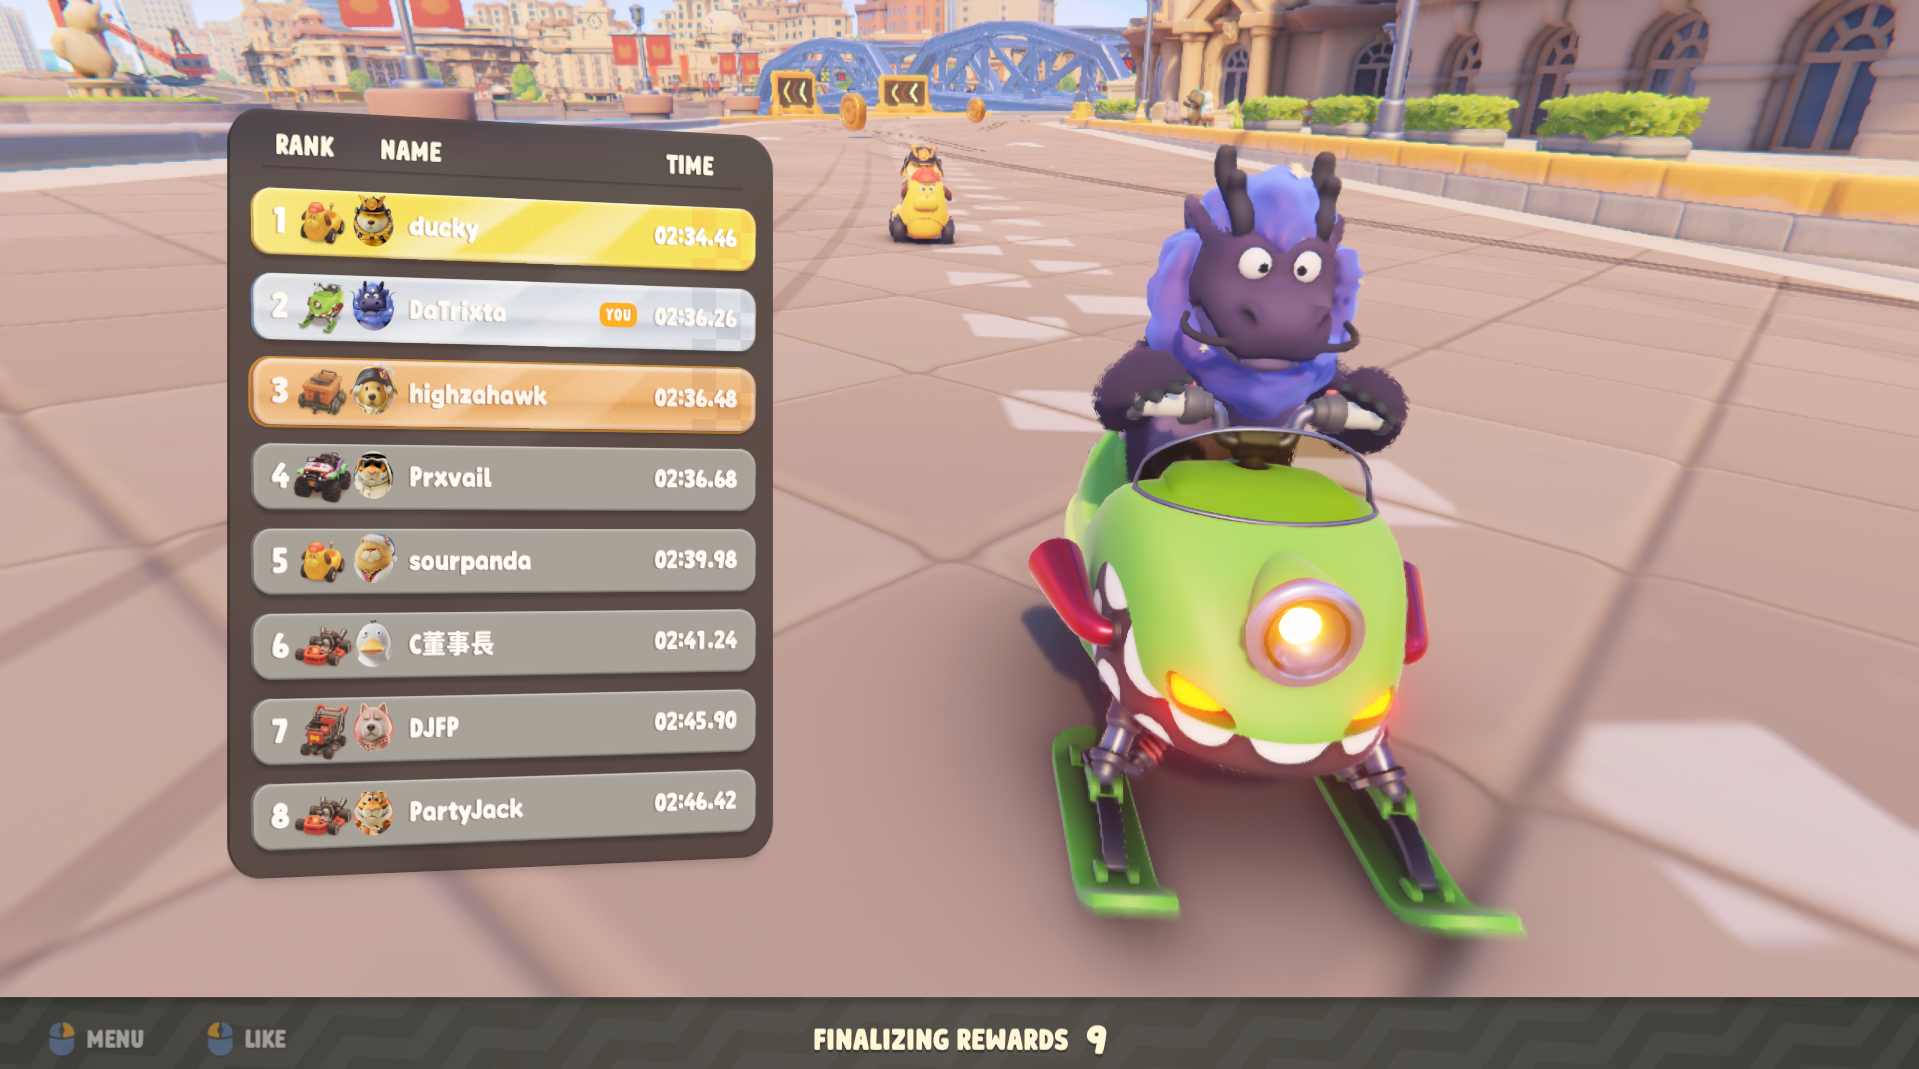 RANK NAME TIME
1 ducky 02:34.46
2 DaTrixta YOU 02:36.26
3 highzahawk 02:36.48
4 Prxvail 02:36.68
5 sourpanda 02:39.98
6 C董事長 02:41.24
7 DJFP 02:45.90
8 PartyJack 02:46.42
MENU LIKE FINALIZING REWARDS 9